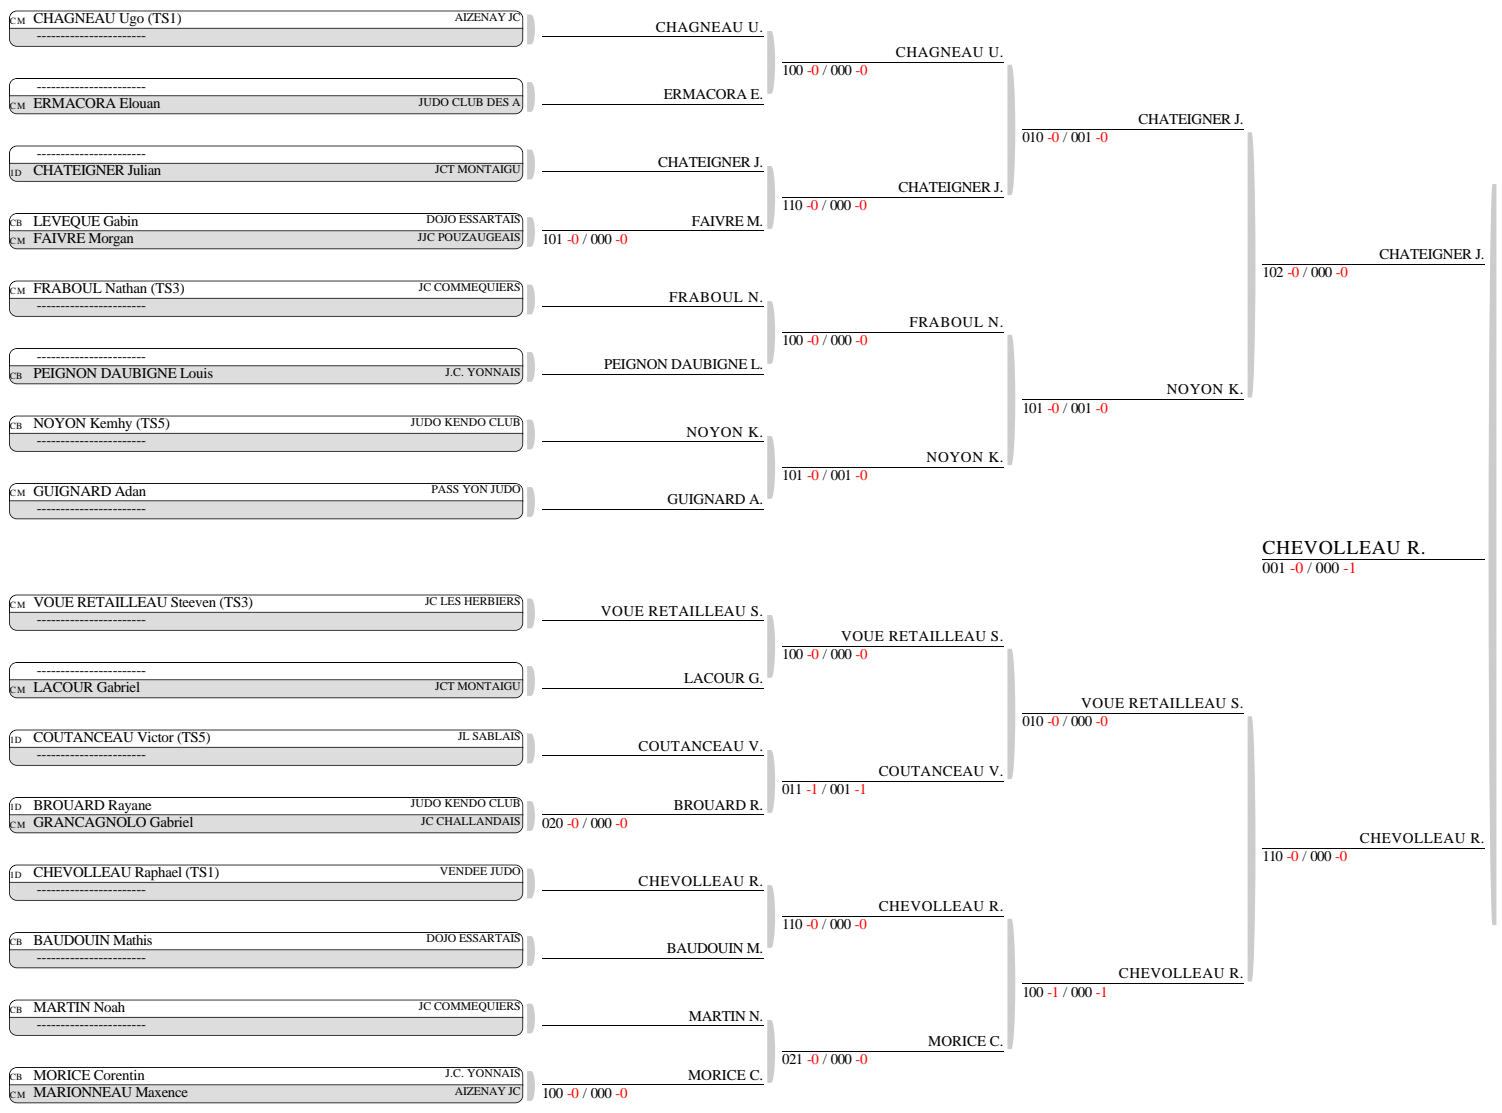 CM CHAGNEAU Ugo (TS1) AIZENAY JC
-----------------------
-----------------------
CM ERMACORA Elouan JUDO CLUB DES A
-----------------------
1D CHATEIGNER Julian JCT MONTAIGU
CB LEVEQUE Gabin DOJO ESSARTAIS
CM FAIVRE Morgan JJC POUZAUGEAIS
CM FRABOUL Nathan (TS3) JC COMMEQUIERS
-----------------------
-----------------------
CB PEIGNON DAUBIGNE Louis J.C. YONNAIS
CB NOYON Kemhy (TS5) JUDO KENDO CLUB
-----------------------
CM GUIGNARD Adan PASS YON JUDO
-----------------------
CM VOUE RETAILLEAU Steeven (TS3) JC LES HERBIERS
-----------------------
-----------------------
CM LACOUR Gabriel JCT MONTAIGU
1D COUTANCEAU Victor (TS5) JL SABLAIS
-----------------------
1D BROUARD Rayane JUDO KENDO CLUB
CM GRANCAGNOLO Gabriel JC CHALLANDAIS
1D CHEVOLLEAU Raphael (TS1) VENDEE JUDO
-----------------------
CB BAUDOUIN Mathis DOJO ESSARTAIS
-----------------------
CB MARTIN Noah JC COMMEQUIERS
-----------------------
CB MORICE Corentin J.C. YONNAIS
CM MARIONNEAU Maxence AIZENAY JC
CHAGNEAU U.
ERMACORA E.
CHATEIGNER J.
FAIVRE M.
101 -0 / 000 -0
FRABOUL N.
PEIGNON DAUBIGNE L.
NOYON K.
GUIGNARD A.
VOUE RETAILLEAU S.
LACOUR G.
COUTANCEAU V.
BROUARD R.
020 -0 / 000 -0
CHEVOLLEAU R.
BAUDOUIN M.
MARTIN N.
MORICE C.
100 -0 / 000 -0
CHAGNEAU U.
100 -0 / 000 -0
CHATEIGNER J.
110 -0 / 000 -0
FRABOUL N.
100 -0 / 000 -0
NOYON K.
101 -0 / 001 -0
VOUE RETAILLEAU S.
100 -0 / 000 -0
COUTANCEAU V.
011 -1 / 001 -1
CHEVOLLEAU R.
110 -0 / 000 -0
MORICE C.
021 -0 / 000 -0
CHATEIGNER J.
010 -0 / 001 -0
NOYON K.
101 -0 / 001 -0
VOUE RETAILLEAU S.
010 -0 / 000 -0
CHEVOLLEAU R.
100 -1 / 000 -1
CHATEIGNER J.
102 -0 / 000 -0
CHEVOLLEAU R.
001 -0 / 000 -1
CHEVOLLEAU R.
110 -0 / 000 -0